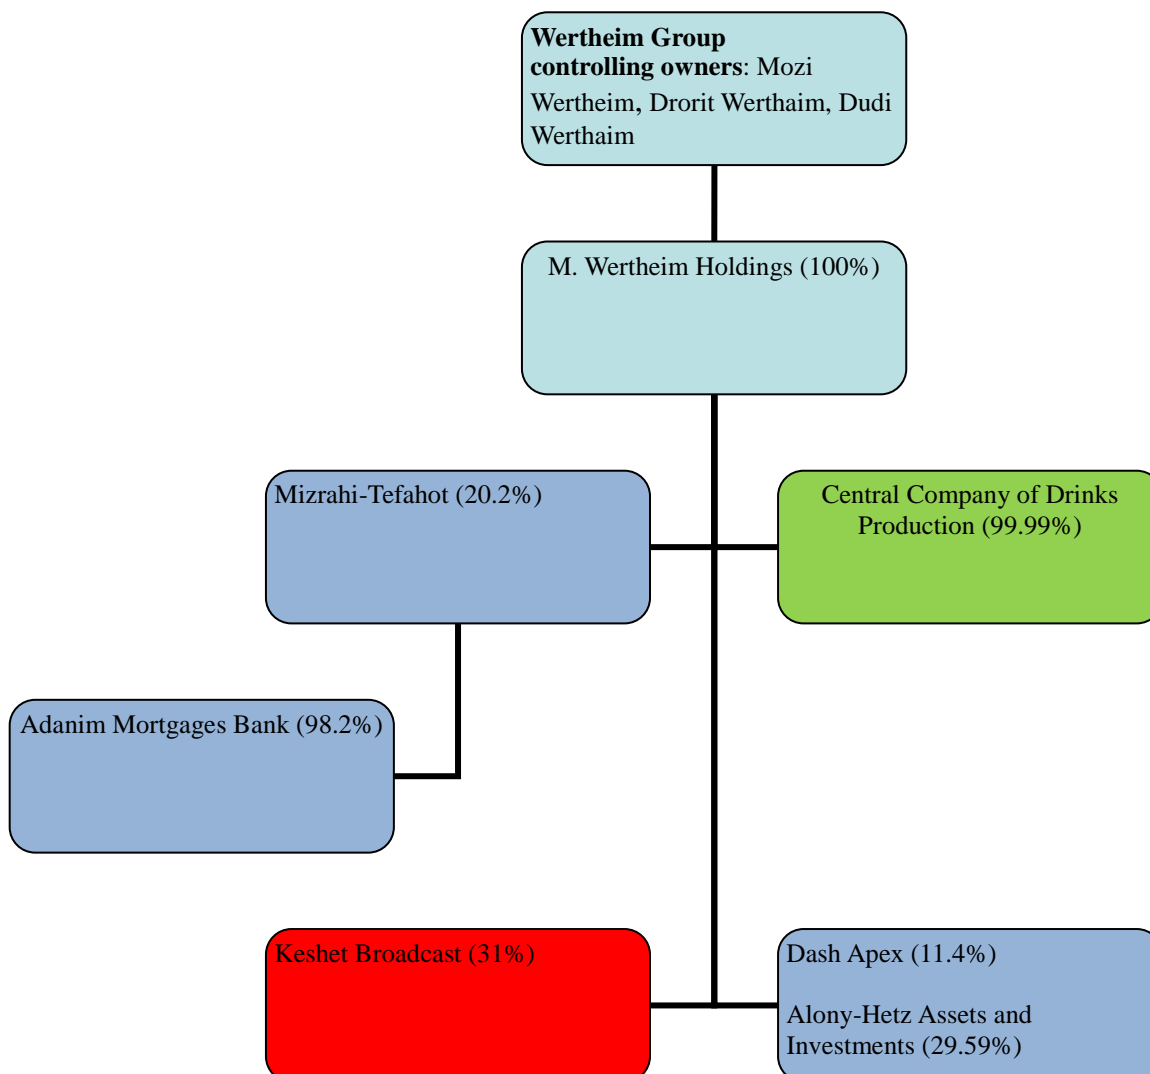 Wertheim Group
controlling owners: Mozi
Wertheim, Drorit Werthaim, Dudi
Werthaim
M. Wertheim Holdings (100%)
Mizrahi-Tefahot (20.2%)
Central Company of Drinks
Production (99.99%)
Adanim Mortgages Bank (98.2%)
Keshet Broadcast (31%)
Dash Apex (11.4%)
Alony-Hetz Assets and
Investments (29.59%)